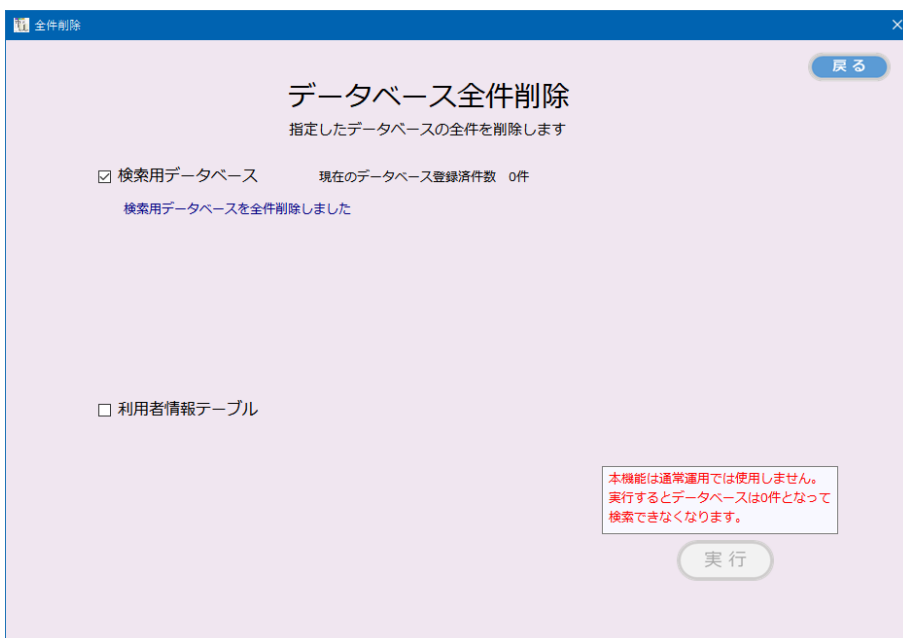 全件削除
戻る
データベース全件削除
指定したデータベースの全件を削除します
検索用データベース 現在のデータベース登録済件数 0件
検索用データベースを全件削除しました
利用者情報テーブル
本機能は通常運用では使用しません。
実行するとデータベースは0件となって
検索できなくなります。
実行